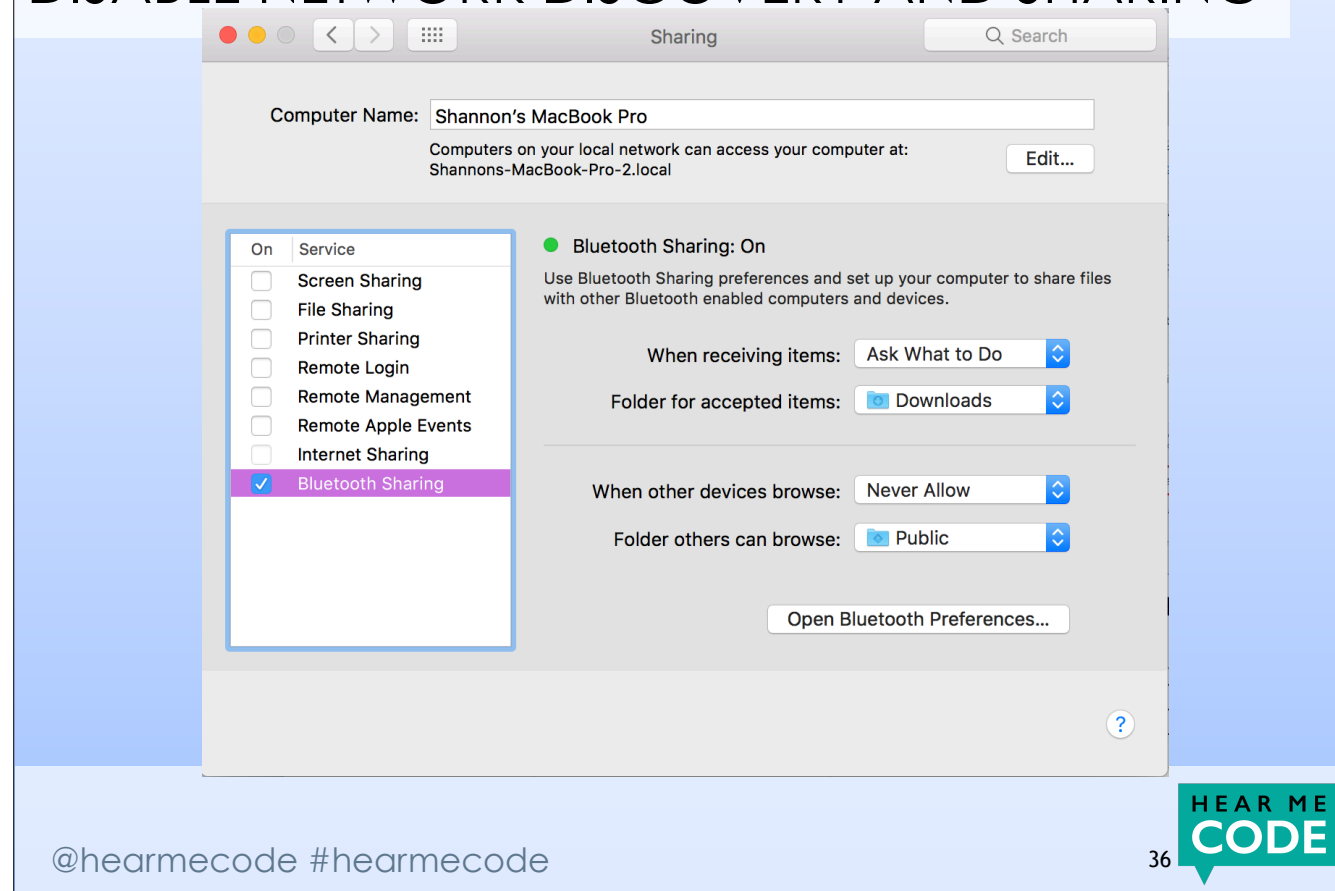 DISABLE NETWORK DISCOVERY AND SHARING
Sharing
Search
Computer Name: Shannon’s MacBook Pro
Computers on your local network can access your computer at:
Shannons-MacBook-Pro-2.local
Edit...
On Service
Screen Sharing
File Sharing
Printer Sharing
Remote Login
Remote Management
Remote Apple Events
Internet Sharing
Bluetooth Sharing
Bluetooth Sharing: On
Use Bluetooth Sharing preferences and set up your computer to share files
with other Bluetooth enabled computers and devices.
When receiving items: Ask What to Do
Folder for accepted items: Downloads
When other devices browse: Never Allow
Folder others can browse: Public
Open Bluetooth Preferences...
?
@hearmecode #hearmecode
36
HEAR ME
CODE